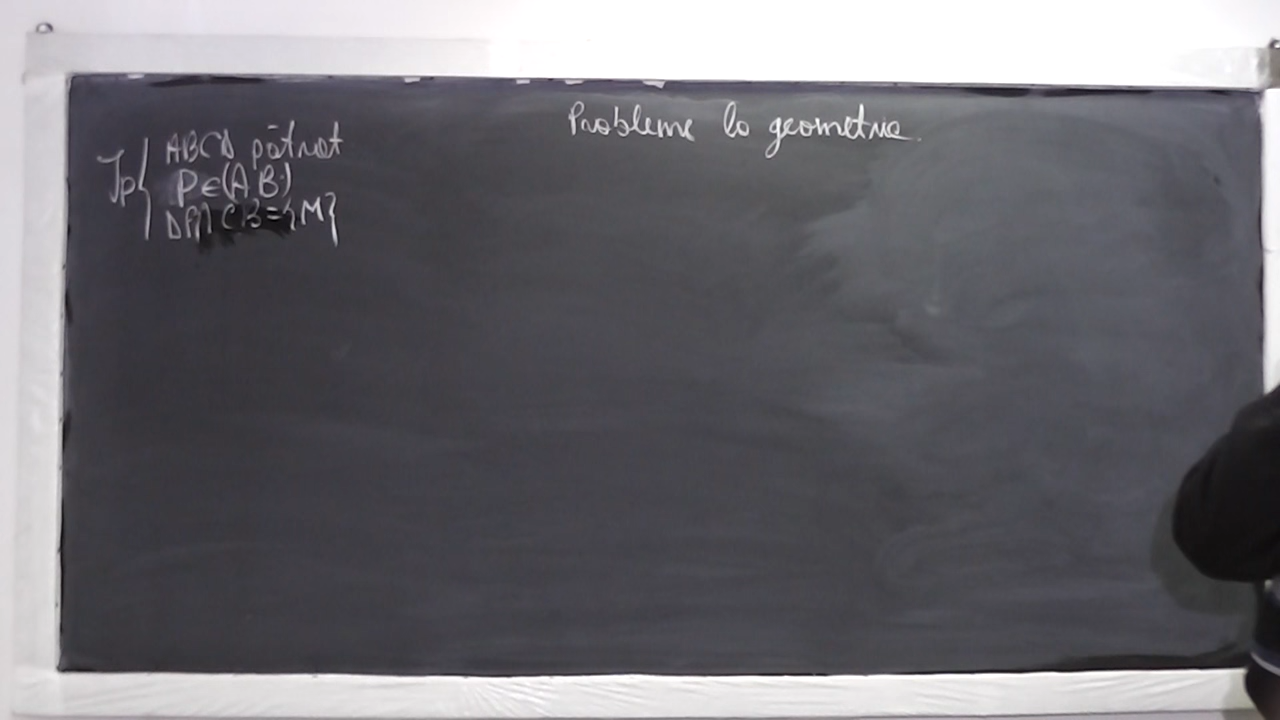 Probleme la geometrie.
Ip { ABCD pătrat
P∈(AB)
DP∩CB={M}